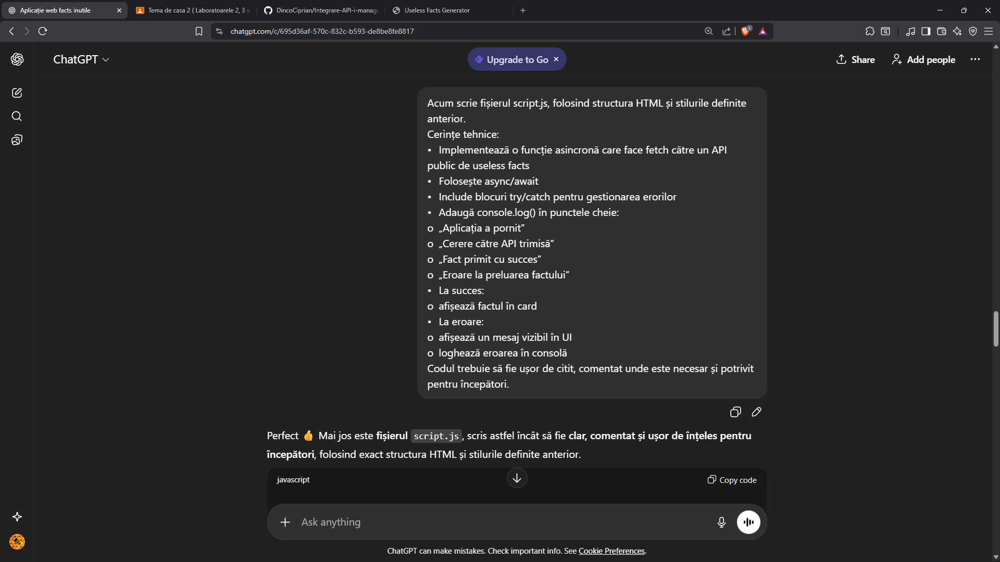 Aplicație web facts inutile
Tema de casa 2 ( Laboratoarele 2, 3 si
DincoCiprian/Integrare-API-i-manage
Useless Facts Generator
chatgpt.com/c/695d36af-570c-832c-b593-de8be8fe8817
1
ChatGPT
Upgrade to Go
Share
Add people
Acum scrie fișierul script.js, folosind structura HTML și stilurile definite
anterior.
Cerințe tehnice:
• Implementează o funcție asincronă care face fetch către un API
public de useless facts
• Folosește async/await
• Include blocuri try/catch pentru gestionarea erorilor
• Adaugă console.log() în punctele cheie:
o „Aplicația a pornit”
o „Cerere către API trimisă”
o „Fact primit cu succes”
o „Eroare la preluarea factului”
• La succes:
o afișează factul în card
• La eroare:
o afișează un mesaj vizibil în UI
o loghează eroarea în consolă
Codul trebuie să fie ușor de citit, comentat unde este necesar și potrivit
pentru începători.
Perfect 👍 Mai jos este fișierul script.js, scris astfel încât să fie clar, comentat și ușor de înțeles pentru
începători, folosind exact structura HTML și stilurile definite anterior.
javascript
Copy code
Ask anything
ChatGPT can make mistakes. Check important info. See Cookie Preferences.